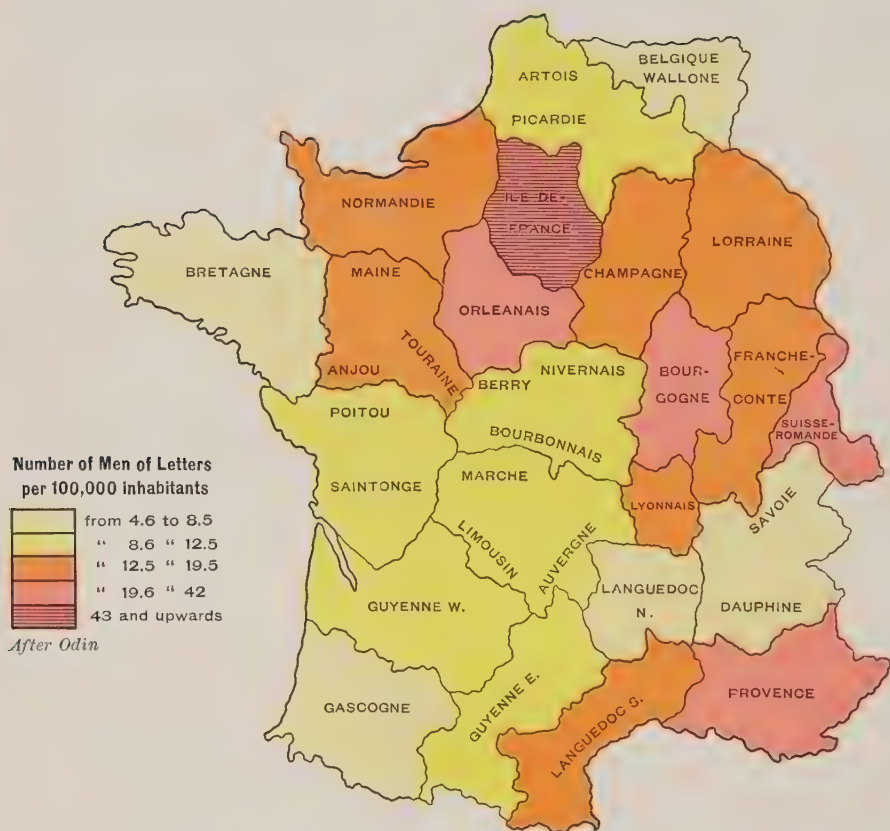 BELGIQUE
WALLONE
ARTOIS
PICARDIE
NORMANDIE
ILE DE-
FRANCE
LORRAINE
CHAMPAGNE
BRETAGNE
MAINE
ORLEANAIS
TOURAINE
ANJOU
BERRY
NIVERNAIS
BOUR-
GOGNE
FRANCHE-
CONTE
POITOU
BOURBONNAIS
SUISSE-
ROMANDE
SAINTONGE
MARCHE
LYONNAIS
SAVOIE
LIMOUSIN
AUVERGNE
LANGUEDOC
N.
DAUPHINE
GUYENNE W.
GASCOGNE
GUYENNE E.
LANGUEDOC S.
PROVENCE
Number of Men of Letters
per 100,000 inhabitants
from 4.6 to 8.5
“ 8.6 “ 12.5
“ 12.5 “ 19.5
“ 19.6 “ 42
43 and upwards
After Odin